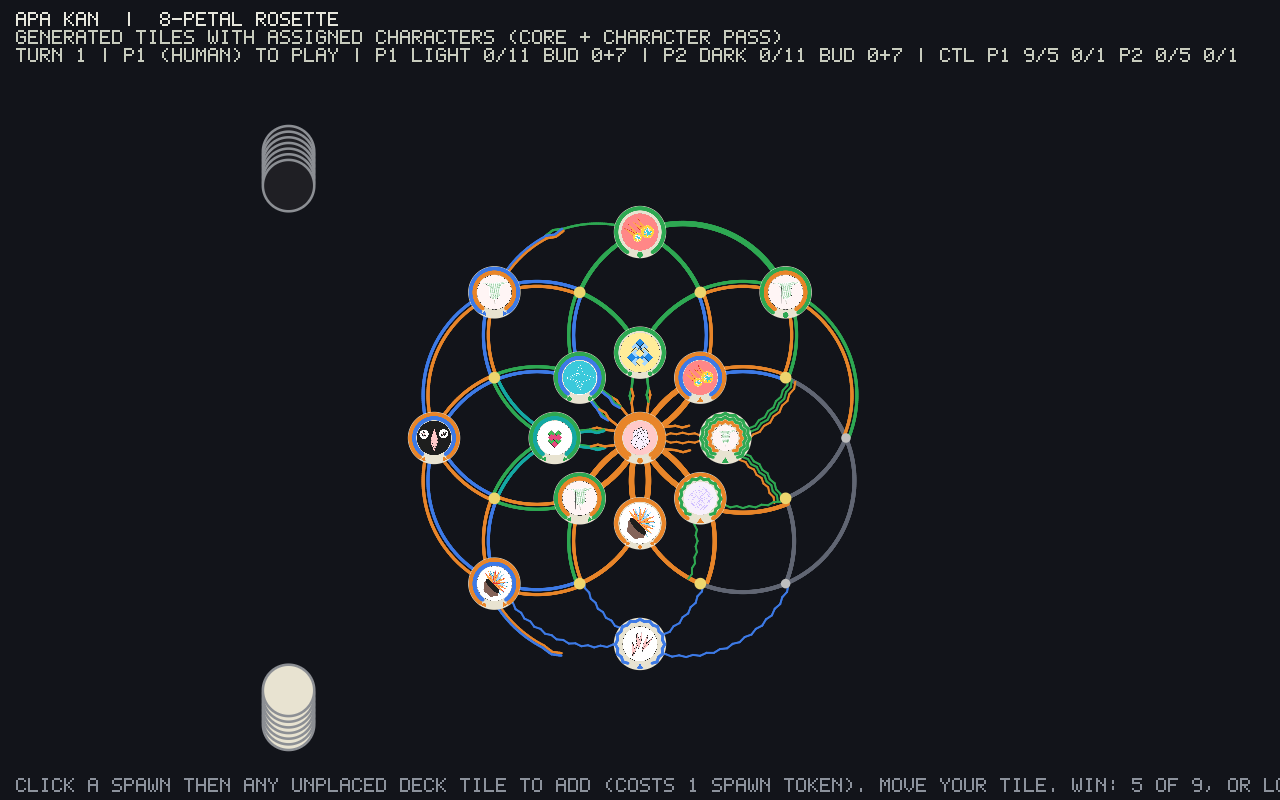 APA KAN | 8-PETAL ROSETTE
GENERATED TILES WITH ASSIGNED CHARACTERS (CORE + CHARACTER PASS)
TURN 1 | P1 (HUMAN) TO PLAY | P1 LIGHT 0/11 BUD 0+7 | P2 DARK 0/11 BUD 0+7 | CTL P1 9/5 0/1 P2 0/5 0/1
CLICK A SPAWN THEN ANY UNPLACED DECK TILE TO ADD (COSTS 1 SPAWN TOKEN). MOVE YOUR TILE. WIN: 5 OF 9, OR